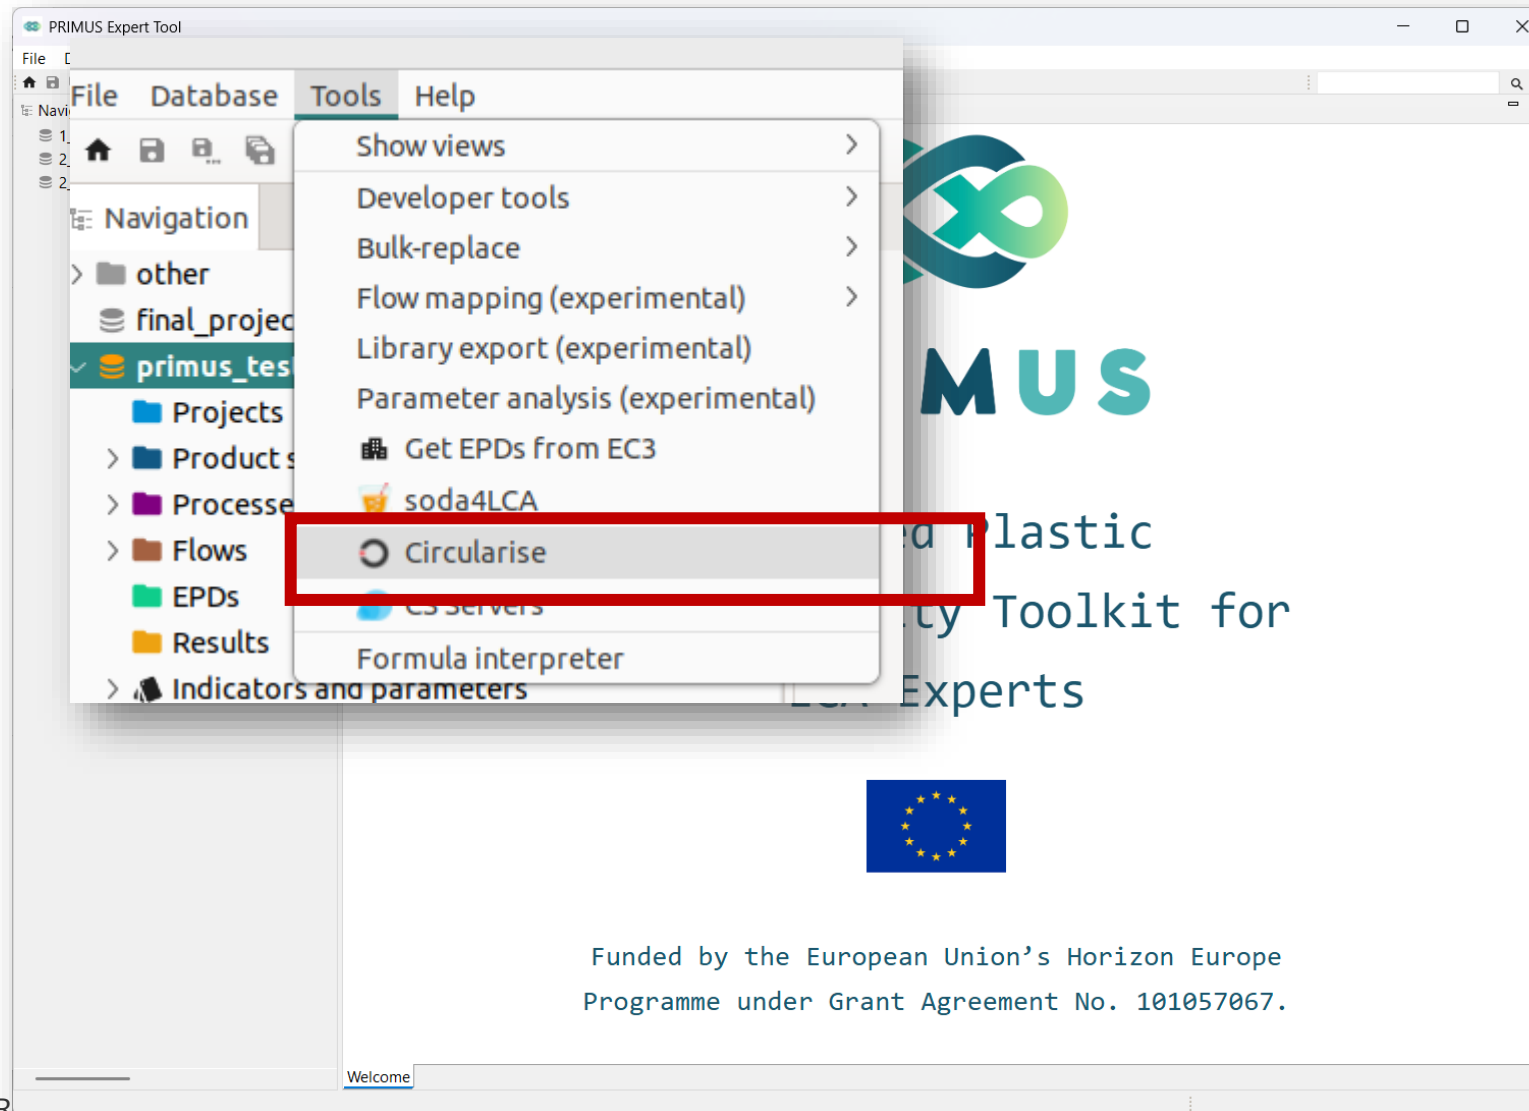 PRIMUS Expert Tool
File
File Database Tools Help
Navigation
other
final_projec
primus_test
Projects
Product s
Processe
Flows
EPDs
Results
Indicators and parameters
Show views
Developer tools
Bulk-replace
Flow mapping (experimental)
Library export (experimental)
Parameter analysis (experimental)
Get EPDs from EC3
soda4LCA
Circularise
CS Servers
Formula interpreter
MUS
Plastic
Toolkit for
Experts
Funded by the European Union’s Horizon Europe
Programme under Grant Agreement No. 101057067.
Welcome